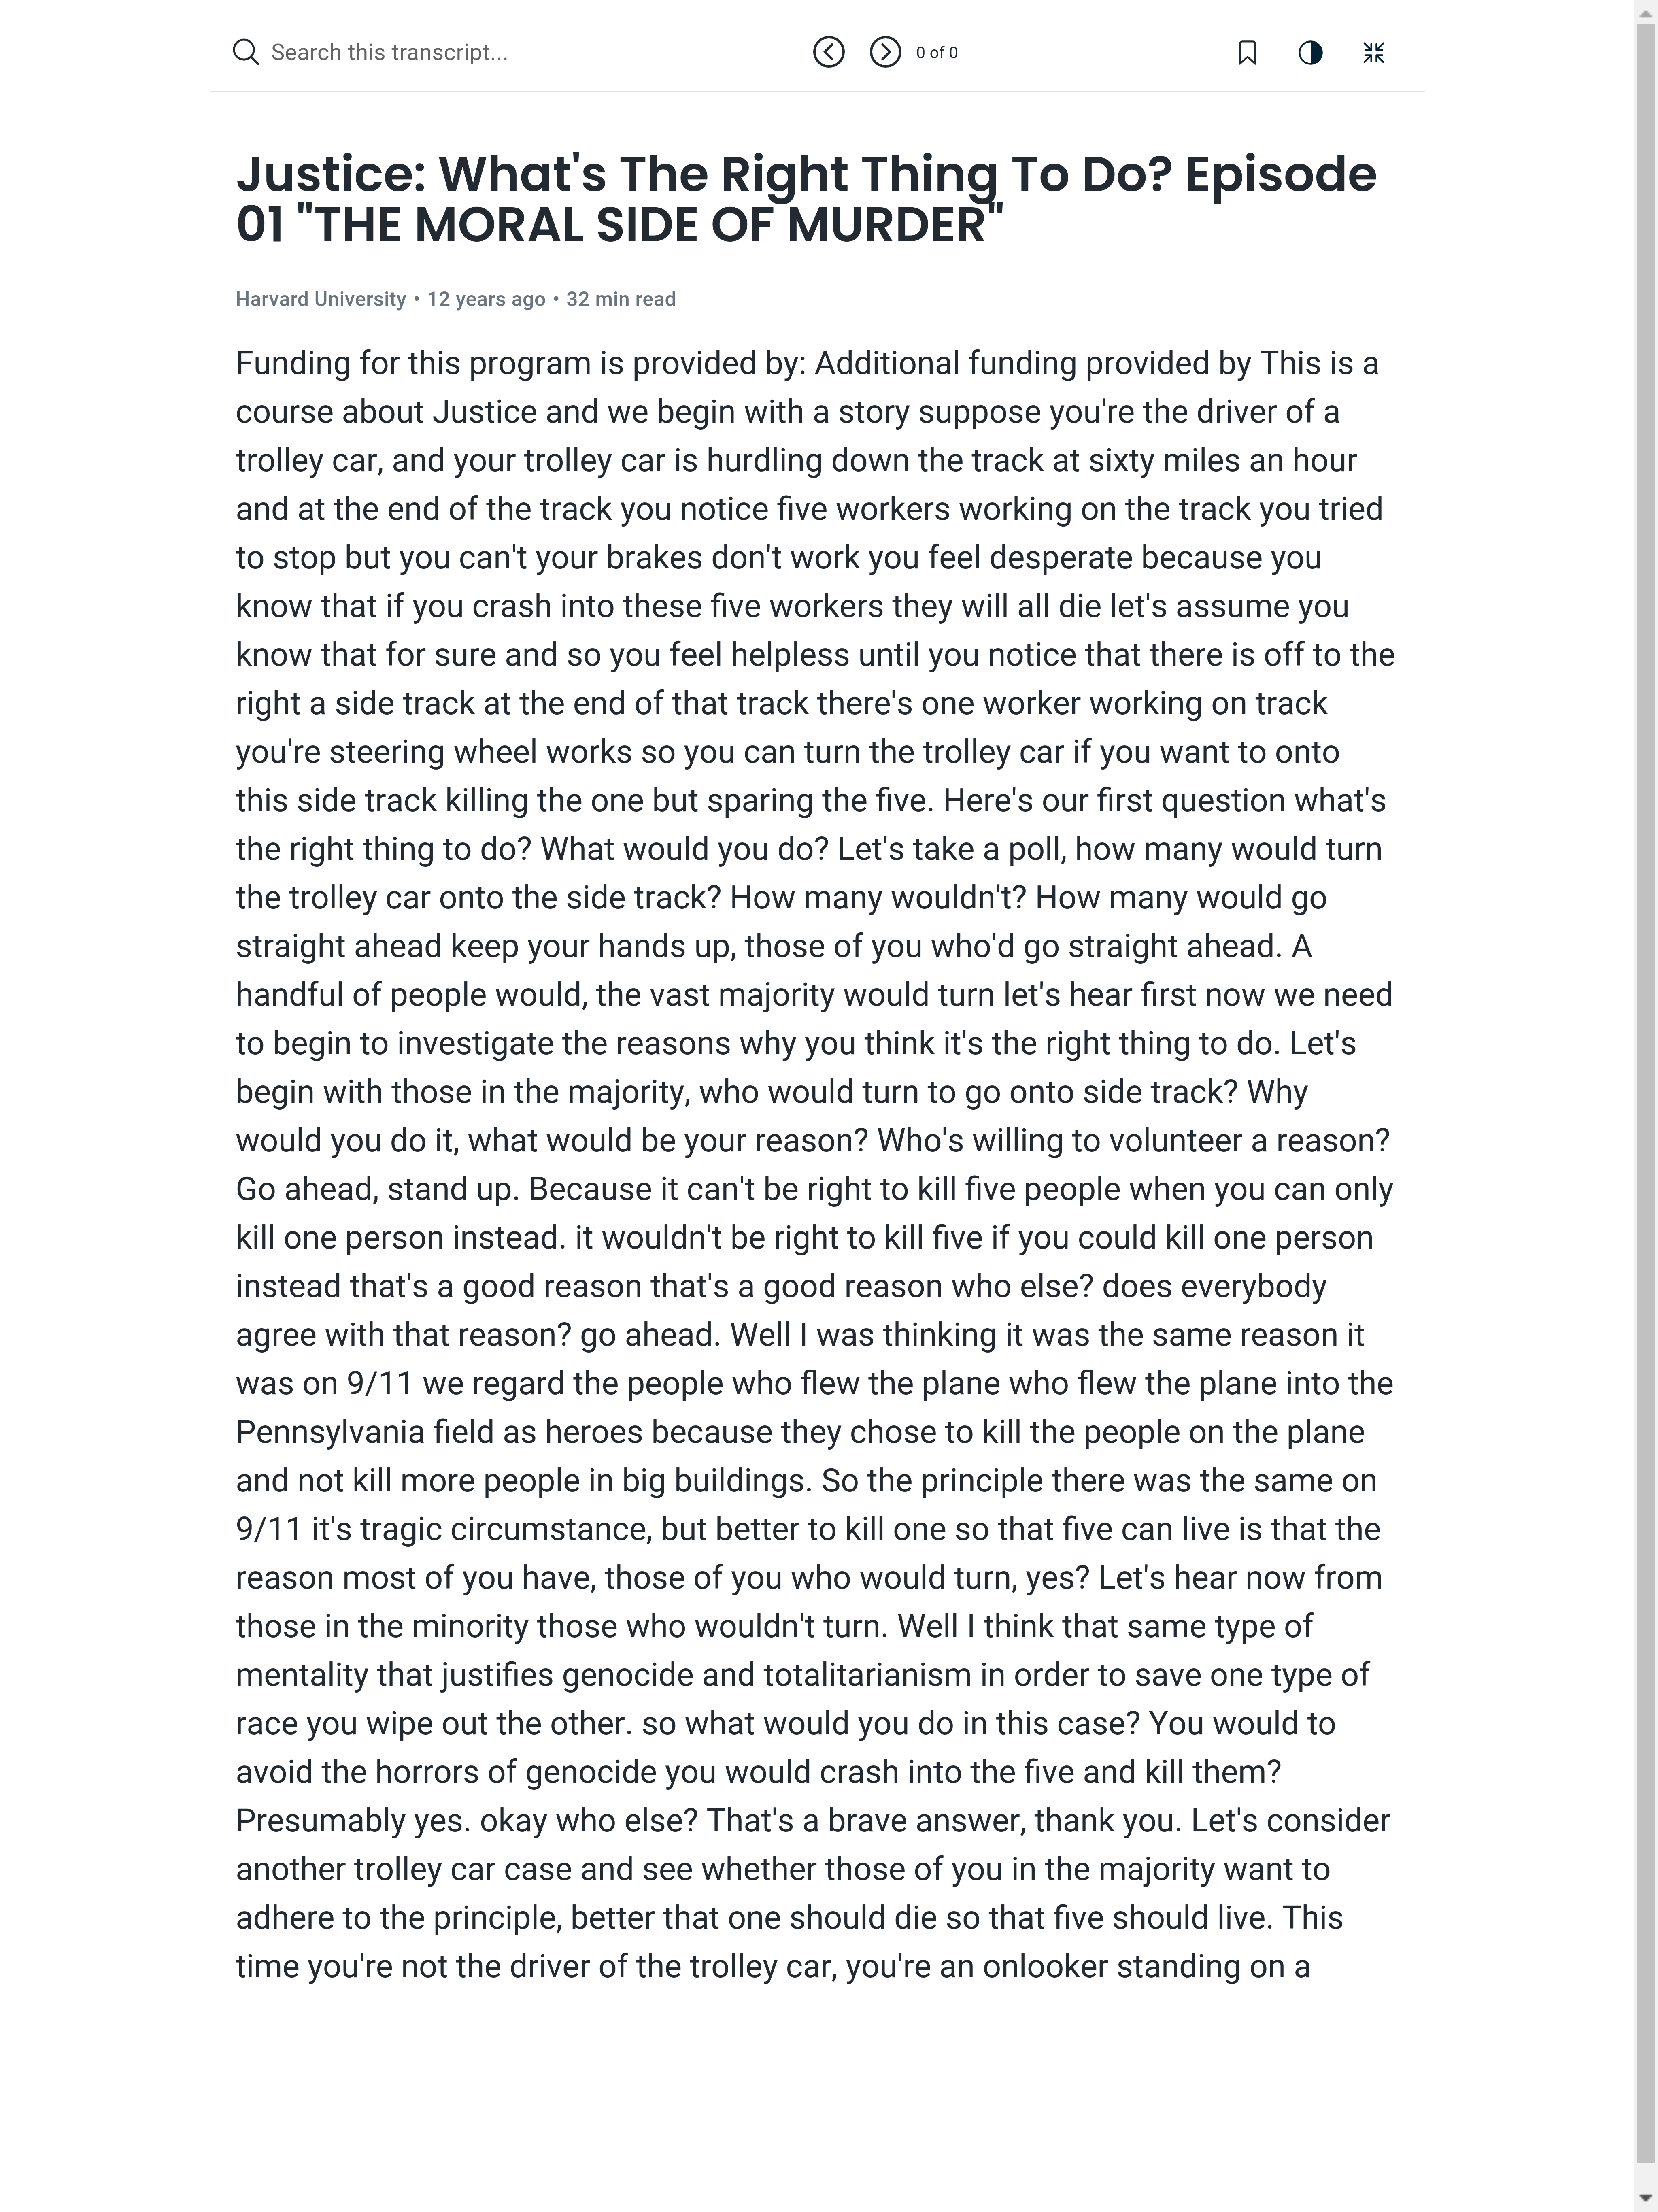 Search this transcript...
0 of 0
Justice: What's The Right Thing To Do? Episode
01 "THE MORAL SIDE OF MURDER"
Harvard University • 12 years ago • 32 min read
Funding for this program is provided by: Additional funding provided by This is a
course about Justice and we begin with a story suppose you're the driver of a
trolley car, and your trolley car is hurdling down the track at sixty miles an hour
and at the end of the track you notice five workers working on the track you tried
to stop but you can't your brakes don't work you feel desperate because you
know that if you crash into these five workers they will all die let's assume you
know that for sure and so you feel helpless until you notice that there is off to the
right a side track at the end of that track there's one worker working on track
you're steering wheel works so you can turn the trolley car if you want to onto
this side track killing the one but sparing the five. Here's our first question what's
the right thing to do? What would you do? Let's take a poll, how many would turn
the trolley car onto the side track? How many wouldn't? How many would go
straight ahead keep your hands up, those of you who'd go straight ahead. A
handful of people would, the vast majority would turn let's hear first now we need
to begin to investigate the reasons why you think it's the right thing to do. Let's
begin with those in the majority, who would turn to go onto side track? Why
would you do it, what would be your reason? Who's willing to volunteer a reason?
Go ahead, stand up. Because it can't be right to kill five people when you can only
kill one person instead. it wouldn't be right to kill five if you could kill one person
instead that's a good reason that's a good reason who else? does everybody
agree with that reason? go ahead. Well I was thinking it was the same reason it
was on 9/11 we regard the people who flew the plane who flew the plane into the
Pennsylvania field as heroes because they chose to kill the people on the plane
and not kill more people in big buildings. So the principle there was the same on
9/11 it's tragic circumstance, but better to kill one so that five can live is that the
reason most of you have, those of you who would turn, yes? Let's hear now from
those in the minority those who wouldn't turn. Well I think that same type of
mentality that justifies genocide and totalitarianism in order to save one type of
race you wipe out the other. so what would you do in this case? You would to
avoid the horrors of genocide you would crash into the five and kill them?
Presumably yes. okay who else? That's a brave answer, thank you. Let's consider
another trolley car case and see whether those of you in the majority want to
adhere to the principle, better that one should die so that five should live. This
time you're not the driver of the trolley car, you're an onlooker standing on a